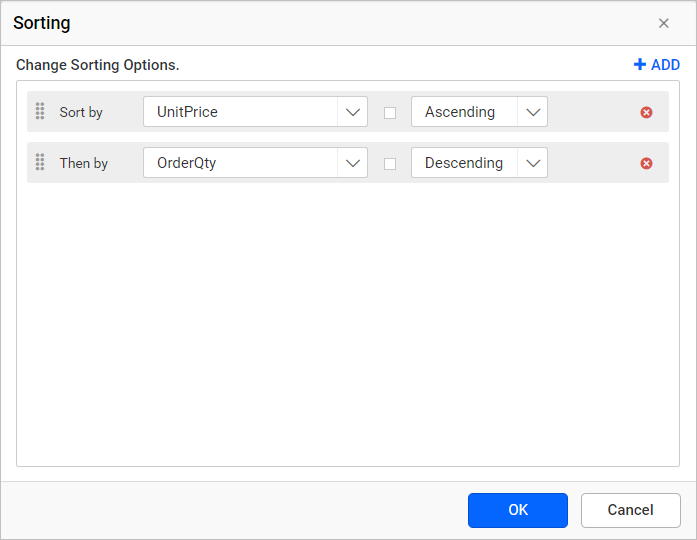 Sorting
Change Sorting Options.
ADD
Sort by UnitPrice Ascending
Then by OrderQty Descending
OK Cancel